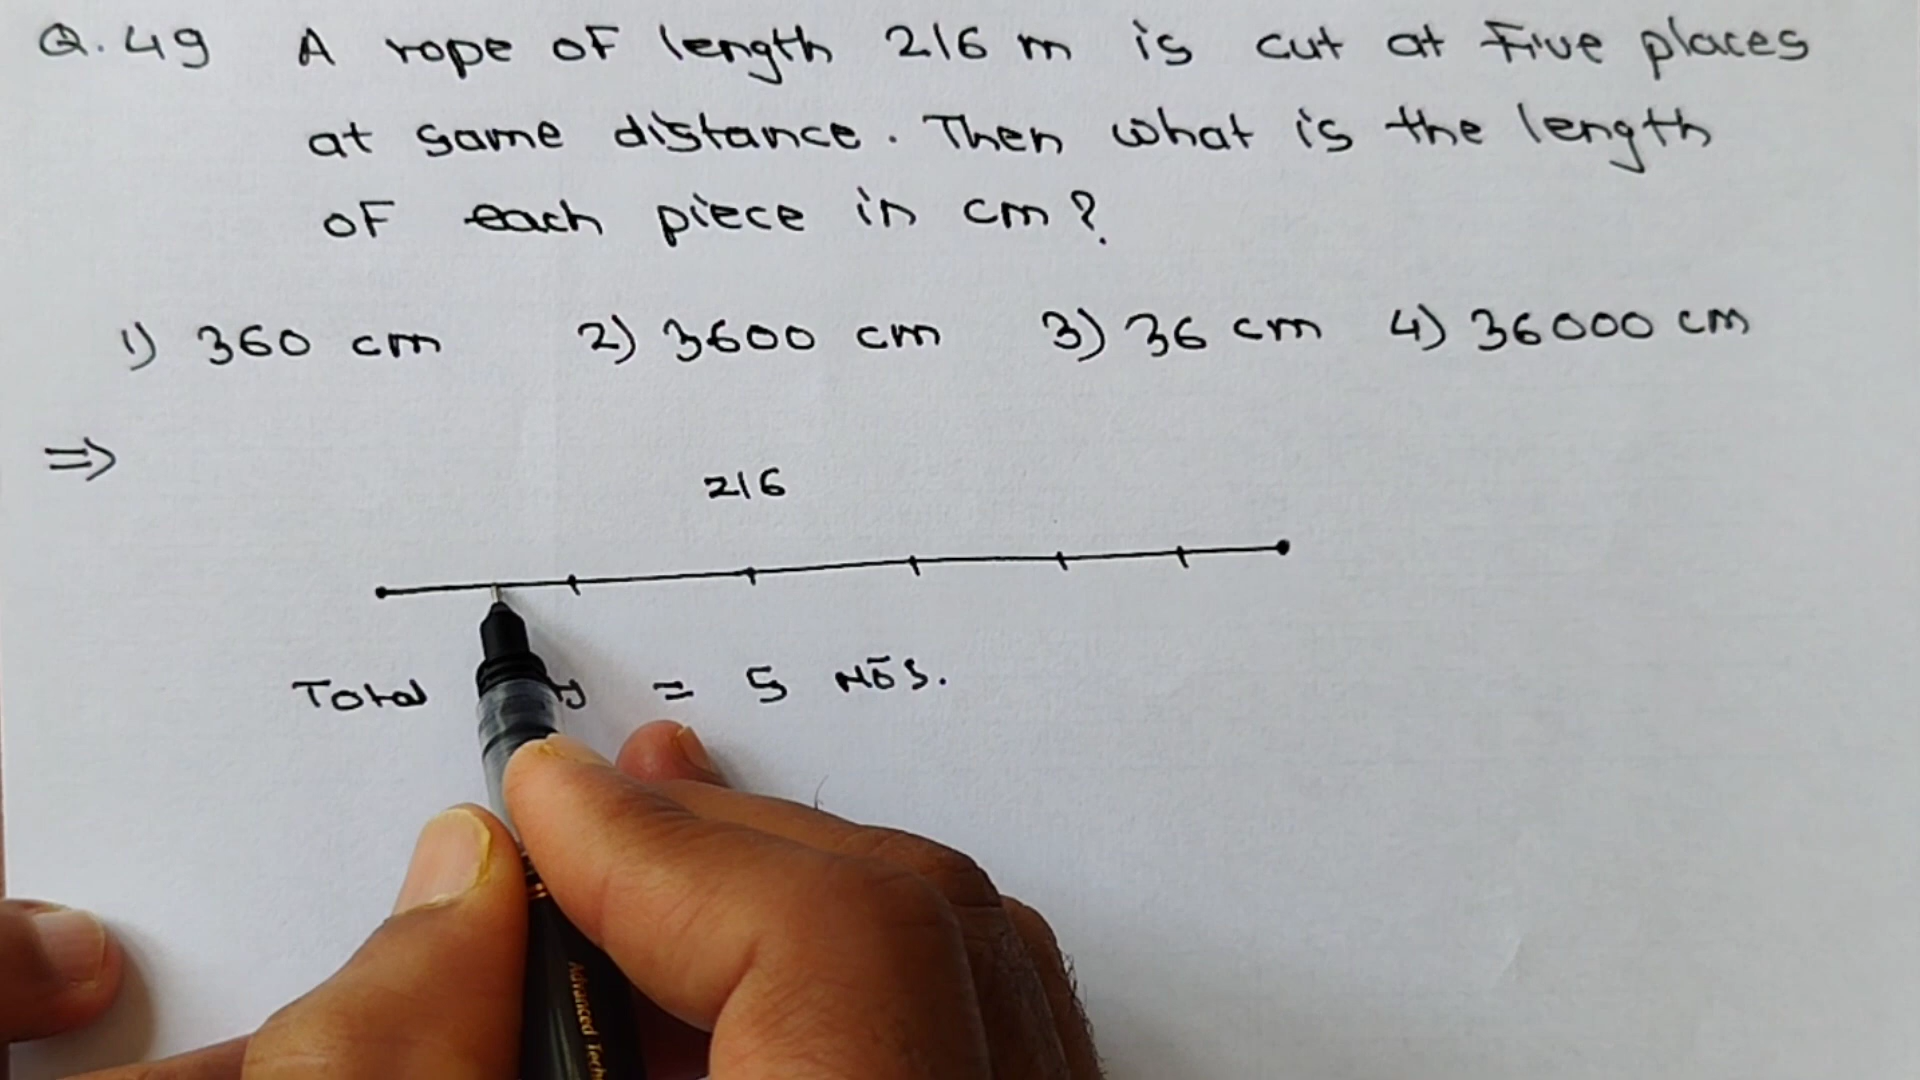 Q. 49 A rope of length 216 m is cut at Five places
at same distance. Then what is the length
of each piece in cm?
1) 360 cm 2) 3600 cm 3) 36 cm 4) 36000 cm
⇒
216
Total = 5 Nos.
Advanced